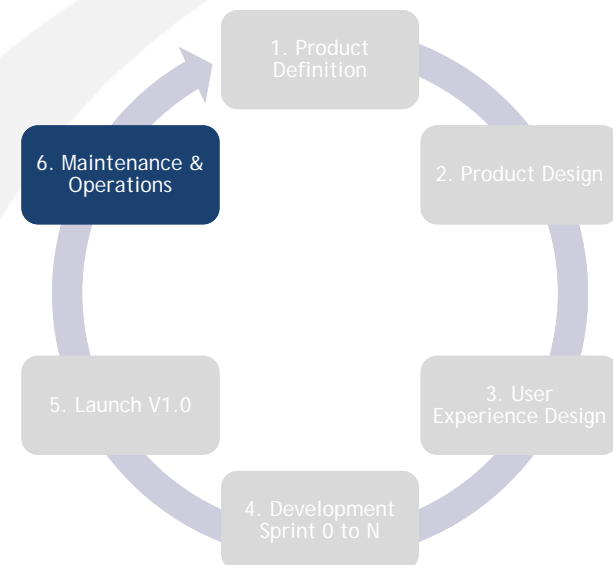 1. Product
Definition
2. Product Design
3. User
Experience Design
4. Development
Sprint 0 to N
5. Launch V1.0
6. Maintenance &
Operations